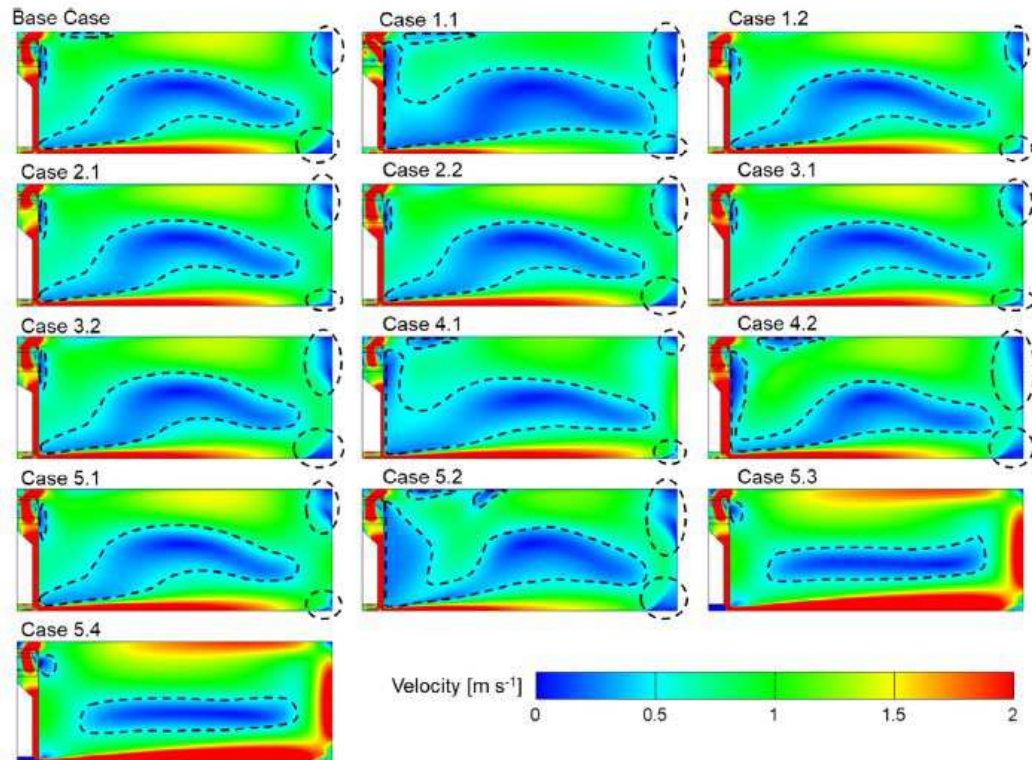 Base Case
Case 1.1
Case 1.2
Case 2.1
Case 2.2
Case 3.1
Case 3.2
Case 4.1
Case 4.2
Case 5.1
Case 5.2
Case 5.3
Case 5.4
Velocity [m s⁻¹]
0 0.5 1 1.5 2